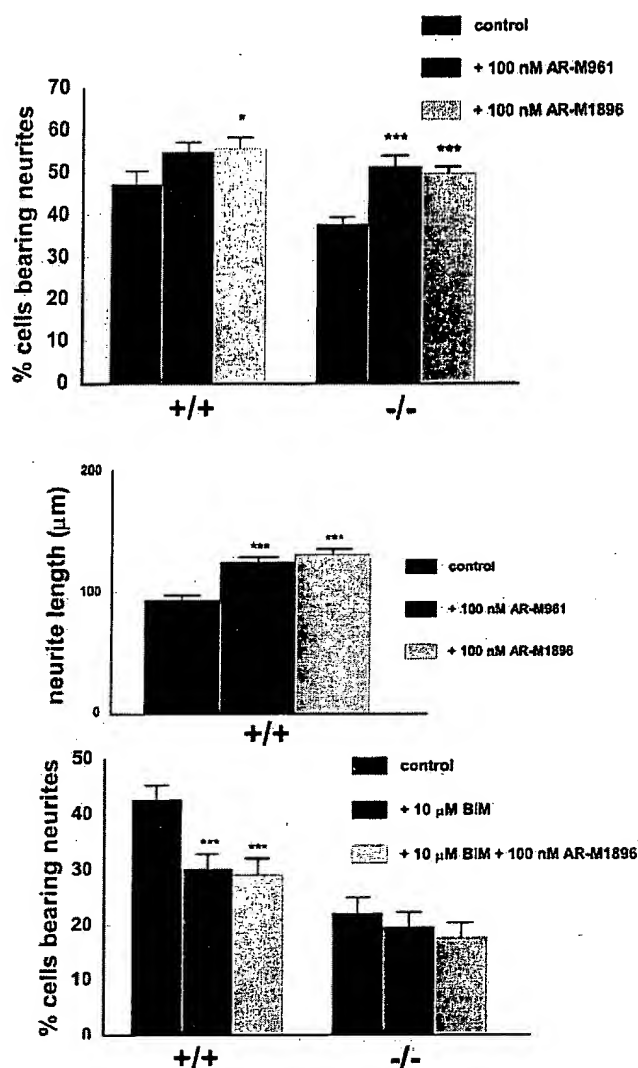 control
+ 100 nM AR-M961
+ 100 nM AR-M1896
% cells bearing neurites
70
60
50
40
30
20
10
0
*
***
***
+/+
-/-
neurite length (µm)
200
100
0
***
***
control
+ 100 nM AR-M961
+ 100 nM AR-M1896
+/+
% cells bearing neurites
50
40
30
20
10
0
control
+ 10 µM BIM
+ 10 µM BIM + 100 nM AR-M1896
***
***
+/+
-/-